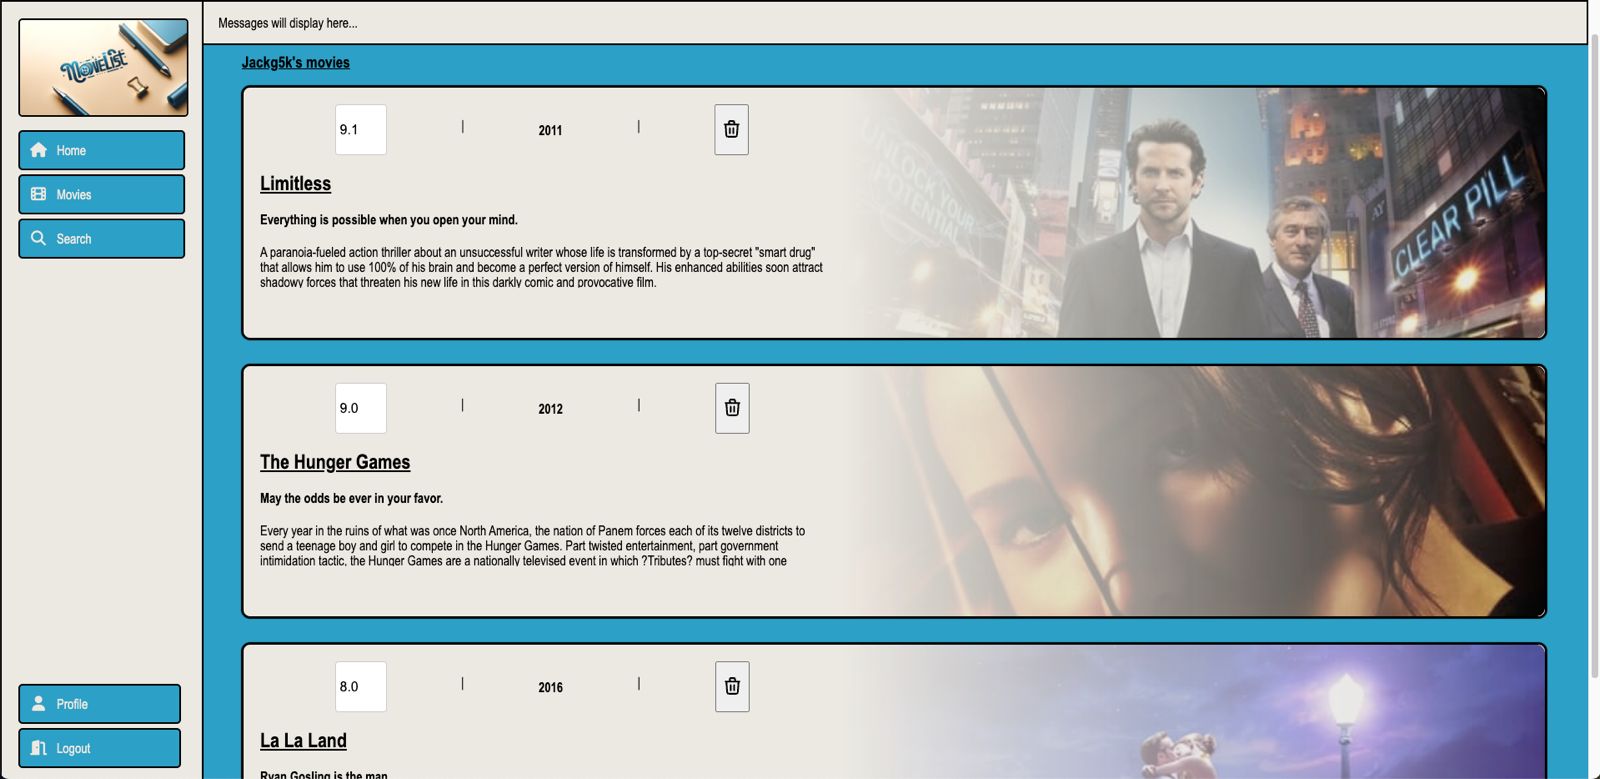 MOVIELIST
Home
Movies
Search
Profile
Logout
Messages will display here...
Jackg5k's movies
9.1 | 2011 |
Limitless
Everything is possible when you open your mind.
A paranoia-fueled action thriller about an unsuccessful writer whose life is transformed by a top-secret "smart drug"
that allows him to use 100% of his brain and become a perfect version of himself. His enhanced abilities soon attract
shadowy forces that threaten his new life in this darkly comic and provocative film.
UNLOCK YOUR
POTENTIAL
AY
CLEAR PILL
9.0 | 2012 |
The Hunger Games
May the odds be ever in your favor.
Every year in the ruins of what was once North America, the nation of Panem forces each of its twelve districts to
send a teenage boy and girl to compete in the Hunger Games. Part twisted entertainment, part government
intimidation tactic, the Hunger Games are a nationally televised event in which ?Tributes? must fight with one
8.0 | 2016 |
La La Land
Ryan Gosling is the man